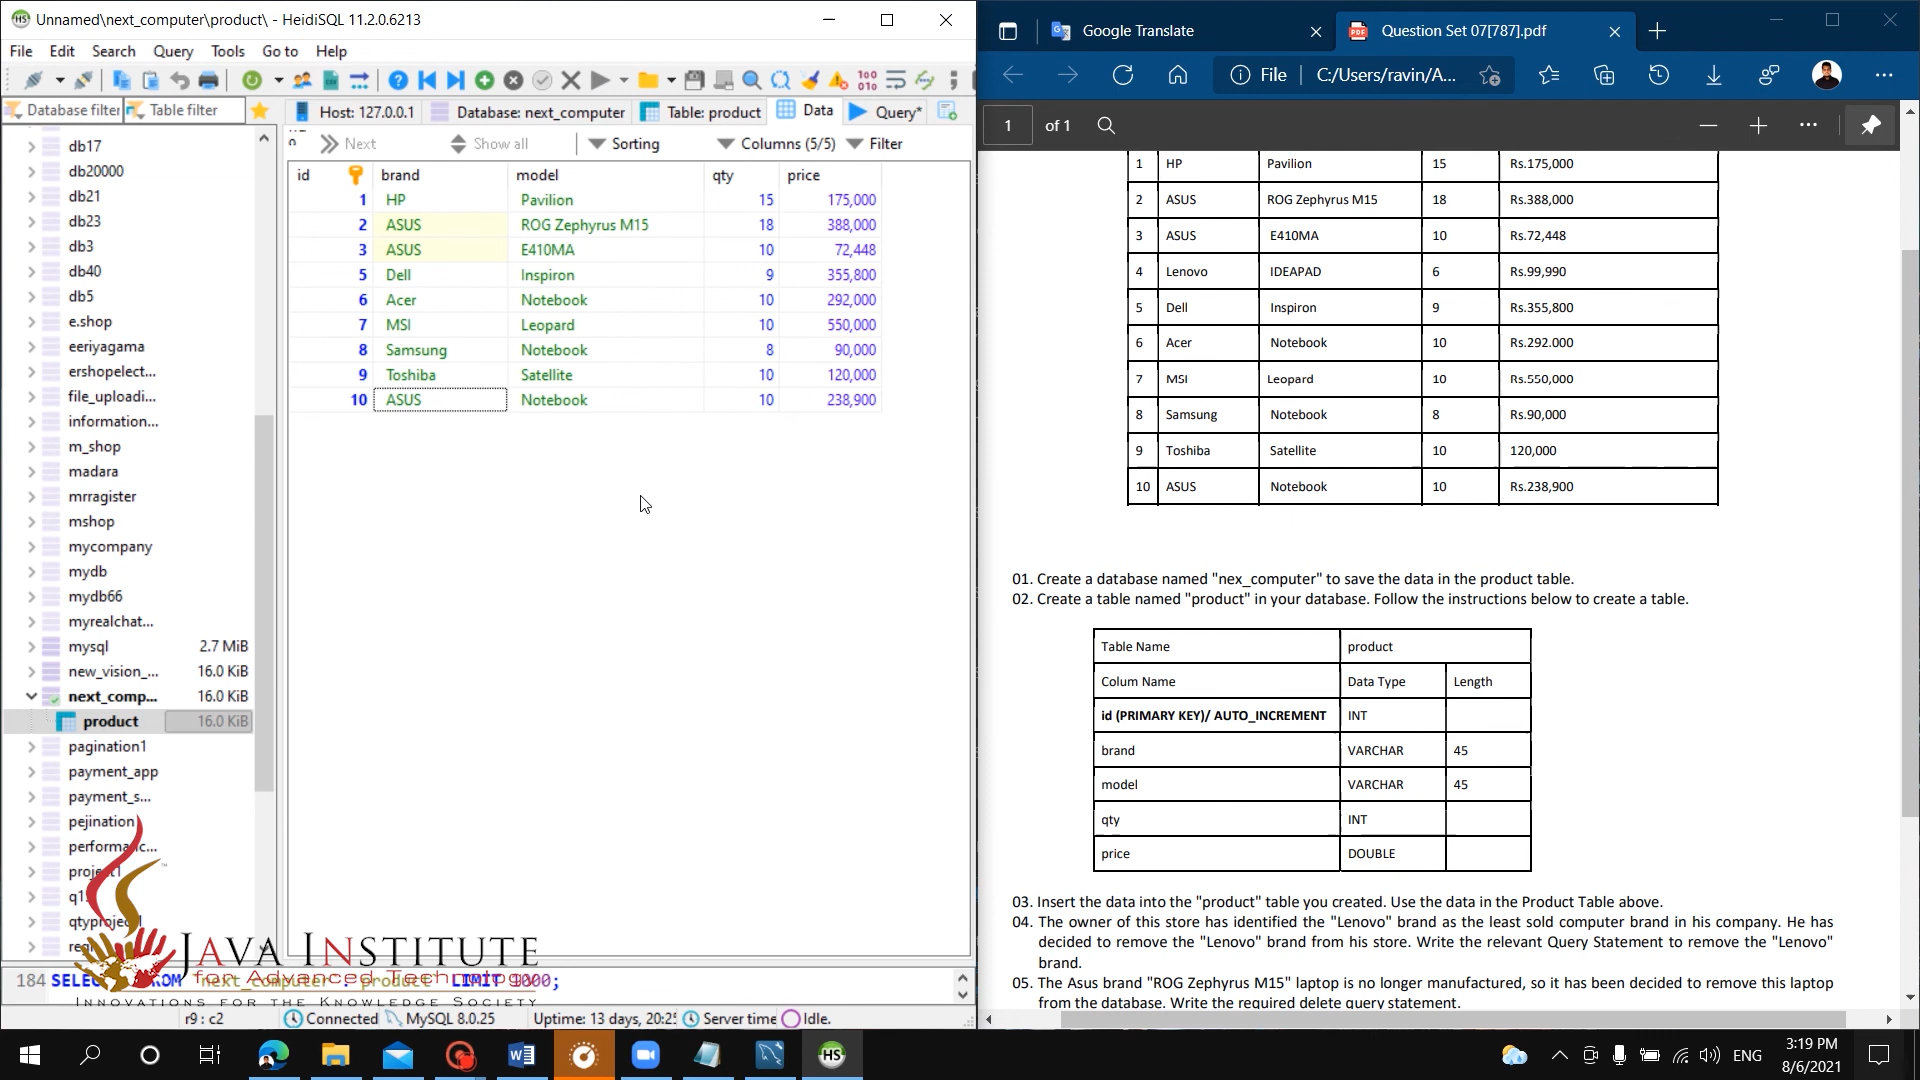 Unnamed\next_computer\product\ - HeidiSQL 11.2.0.6213
File Edit Search Query Tools Go to Help
Database filter Table filter
Host: 127.0.0.1 Database: next_computer Table: product Data Query*
Next Show all Sorting Columns (5/5) Filter
id brand model qty price
1 HP Pavilion 15 175,000
2 ASUS ROG Zephyrus M15 18 388,000
3 ASUS E410MA 10 72,448
5 Dell Inspiron 9 355,800
6 Acer Notebook 10 292,000
7 MSI Leopard 10 550,000
8 Samsung Notebook 8 90,000
9 Toshiba Satellite 10 120,000
10 ASUS Notebook 10 238,900
db17
db20000
db21
db23
db3
db40
db5
e.shop
eeriyagama
ershopelect...
file_uploadi...
information...
m_shop
madara
mrragister
mshop
mycompany
mydb
mydb66
myrealchat...
mysql 2.7 MiB
new_vision_... 16.0 KiB
next_comp... 16.0 KiB
product 16.0 KiB
pagination1
payment_app
payment_s...
pejination
project1
JAVA INSTITUTE
for Advanced Technology
INNOVATIONS FOR THE KNOWLEDGE SOCIETY
184 SELECT * FROM `next_computer`.`product` LIMIT 1000;
r9 : c2 Connected MySQL 8.0.25 Uptime: 13 days, 20:25 Server time Idle.
Google Translate Question Set 07[787].pdf
File C:/Users/ravin/A...
1 of 1
1 HP Pavilion 15 Rs.175,000
2 ASUS ROG Zephyrus M15 18 Rs.388,000
3 ASUS E410MA 10 Rs.72,448
4 Lenovo IDEAPAD 6 Rs.99,990
5 Dell Inspiron 9 Rs.355,800
6 Acer Notebook 10 Rs.292.000
7 MSI Leopard 10 Rs.550,000
8 Samsung Notebook 8 Rs.90,000
9 Toshiba Satellite 10 120,000
10 ASUS Notebook 10 Rs.238,900
01. Create a database named "nex_computer" to save the data in the product table.
02. Create a table named "product" in your database. Follow the instructions below to create a table.
Table Name product
Colum Name Data Type Length
id (PRIMARY KEY)/ AUTO_INCREMENT INT
brand VARCHAR 45
model VARCHAR 45
qty INT
price DOUBLE
03. Insert the data into the "product" table you created. Use the data in the Product Table above.
04. The owner of this store has identified the "Lenovo" brand as the least sold computer brand in his company. He has
decided to remove the "Lenovo" brand from his store. Write the relevant Query Statement to remove the "Lenovo"
brand.
05. The Asus brand "ROG Zephyrus M15" laptop is no longer manufactured, so it has been decided to remove this laptop
from the database. Write the required delete query statement.
ENG
3:19 PM
8/6/2021